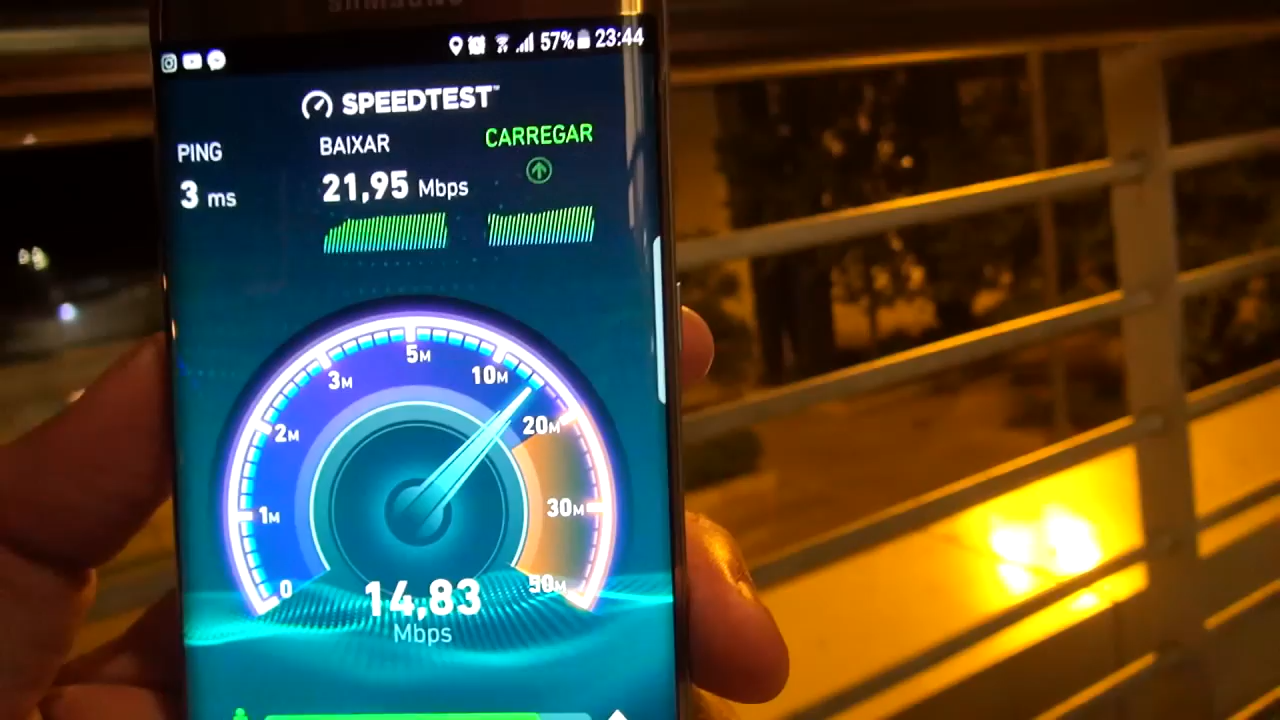 SAMSUNG
57% 23:44
SPEEDTEST™
PING
BAIXAR
CARREGAR
3 ms
21,95 Mbps
5M
3M
10M
2M
20M
1M
30M
0
50M
14,83
Mbps